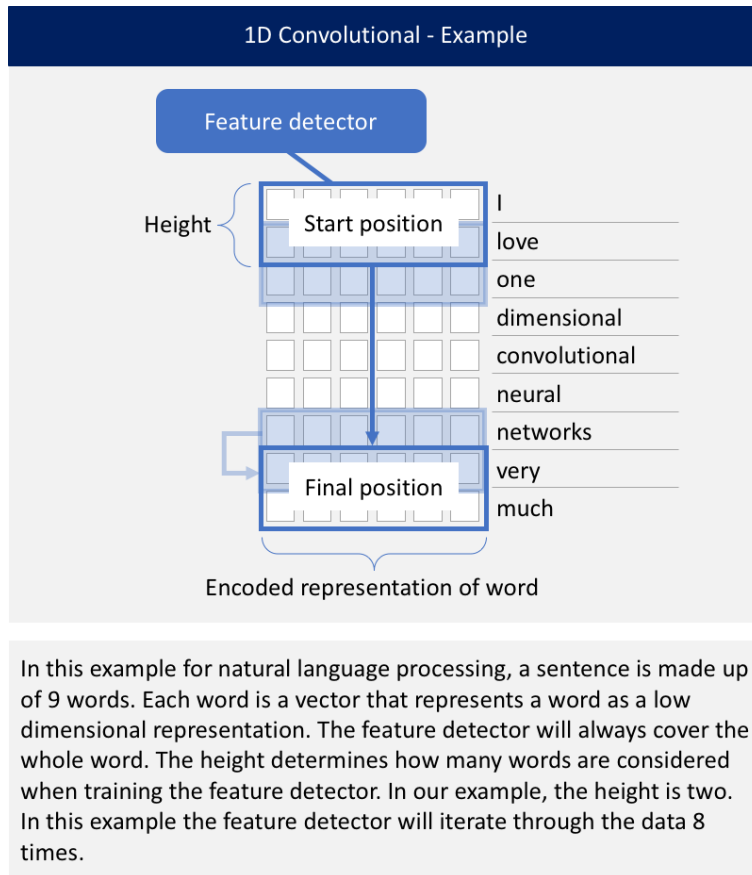 1D Convolutional - Example
Feature detector
Height
Start position
I
love
one
dimensional
convolutional
neural
networks
very
Final position
much
Encoded representation of word
In this example for natural language processing, a sentence is made up
of 9 words. Each word is a vector that represents a word as a low
dimensional representation. The feature detector will always cover the
whole word. The height determines how many words are considered
when training the feature detector. In our example, the height is two.
In this example the feature detector will iterate through the data 8
times.